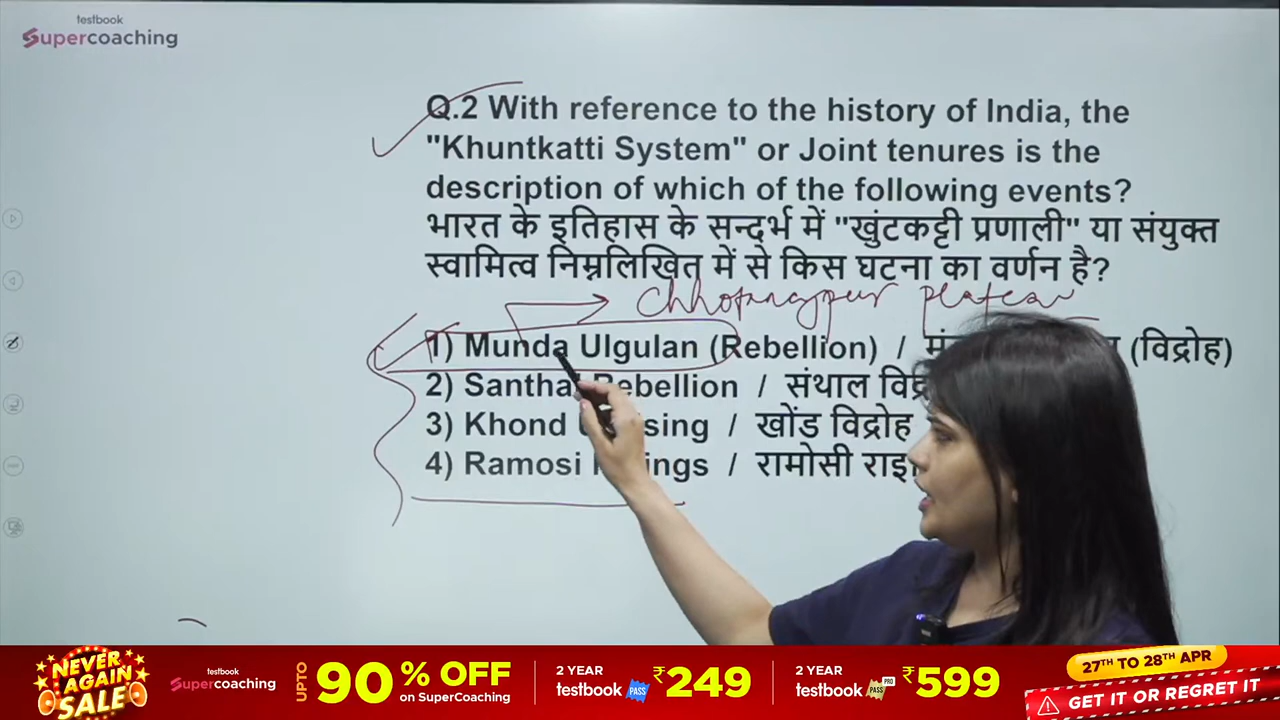 testbook
Supercoaching
Q.2 With reference to the history of India, the
"Khuntkatti System" or Joint tenures is the
description of which of the following events?
भारत के इतिहास के सन्दर्भ में "खुंटकट्टी प्रणाली" या संयुक्त
स्वामित्व निम्नलिखित में से किस घटना का वर्णन है?
Chhotangpur plateau
1) Munda Ulgulan (Rebellion) / (विद्रोह)
2) Santhal Rebellion / संथाल
3) Khond / खोंड विद्रोह
4) Ramosi / रामोसी
NEVER AGAIN SALE
testbook
Supercoaching
UPTO 90% OFF
on SuperCoaching
2 YEAR
testbook PASS ₹249
2 YEAR
testbook PASS PRO ₹599
27TH TO 28TH APR
GET IT OR REGRET IT